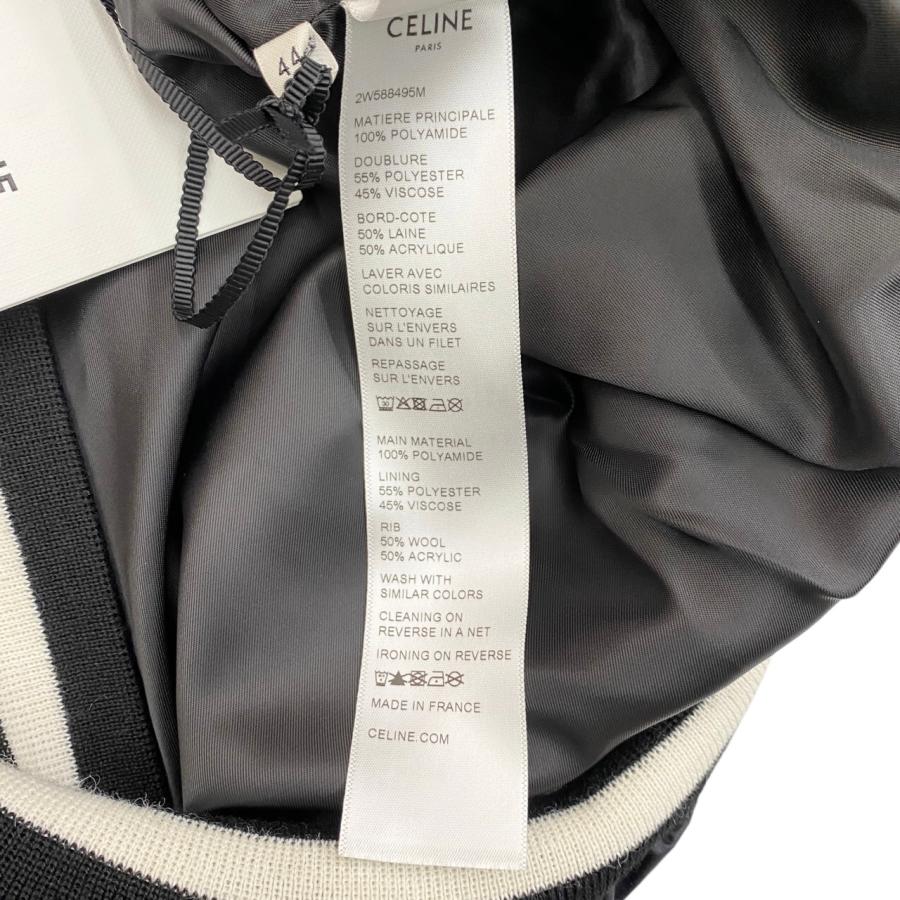 CELINE
PARIS
44
2W588495M
MATIERE PRINCIPALE
100% POLYAMIDE
DOUBLURE
55% POLYESTER
45% VISCOSE
BORD-COTE
50% LAINE
50% ACRYLIQUE
LAVER AVEC
COLORIS SIMILAIRES
NETTOYAGE
SUR L'ENVERS
DANS UN FILET
REPASSAGE
SUR L'ENVERS
MAIN MATERIAL
100% POLYAMIDE
LINING
55% POLYESTER
45% VISCOSE
RIB
50% WOOL
50% ACRYLIC
WASH WITH
SIMILAR COLORS
CLEANING ON
REVERSE IN A NET
IRONING ON REVERSE
MADE IN FRANCE
CELINE.COM